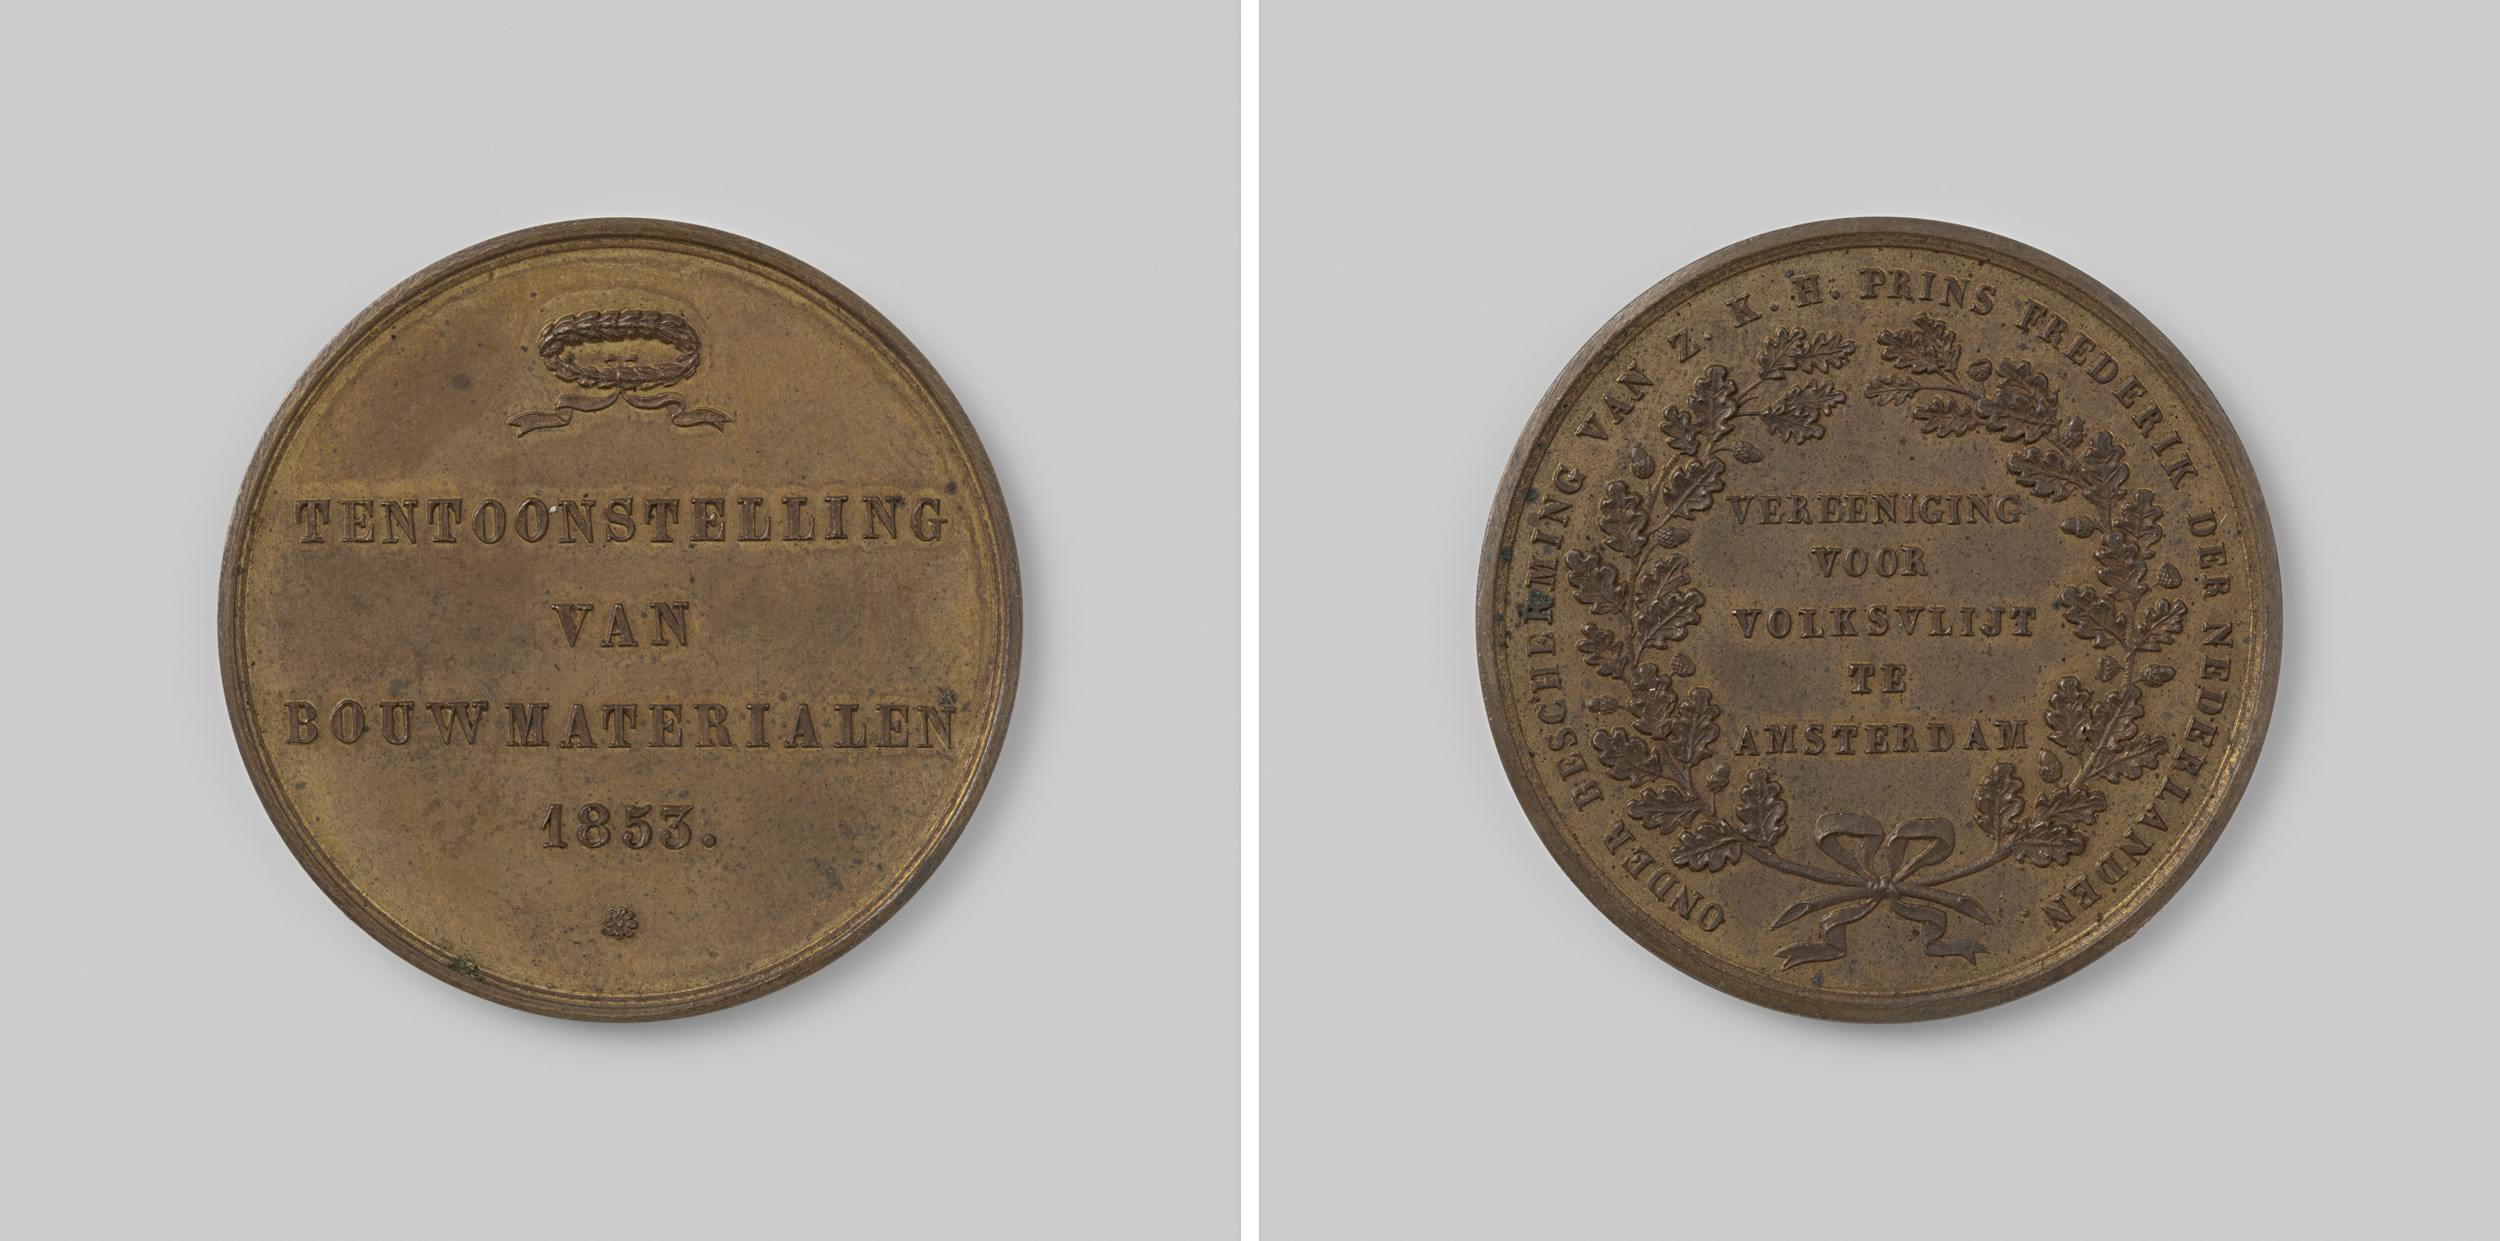 TENTOONSTELLING
VAN
BOUWMATERIALEN
1853.
ONDER BESCHERMING VAN Z. K. H. PRINS FREDERIK DER NEDERLANDEN.
VEREENIGING
VOOR
VOLKSVLIJT
TE
AMSTERDAM